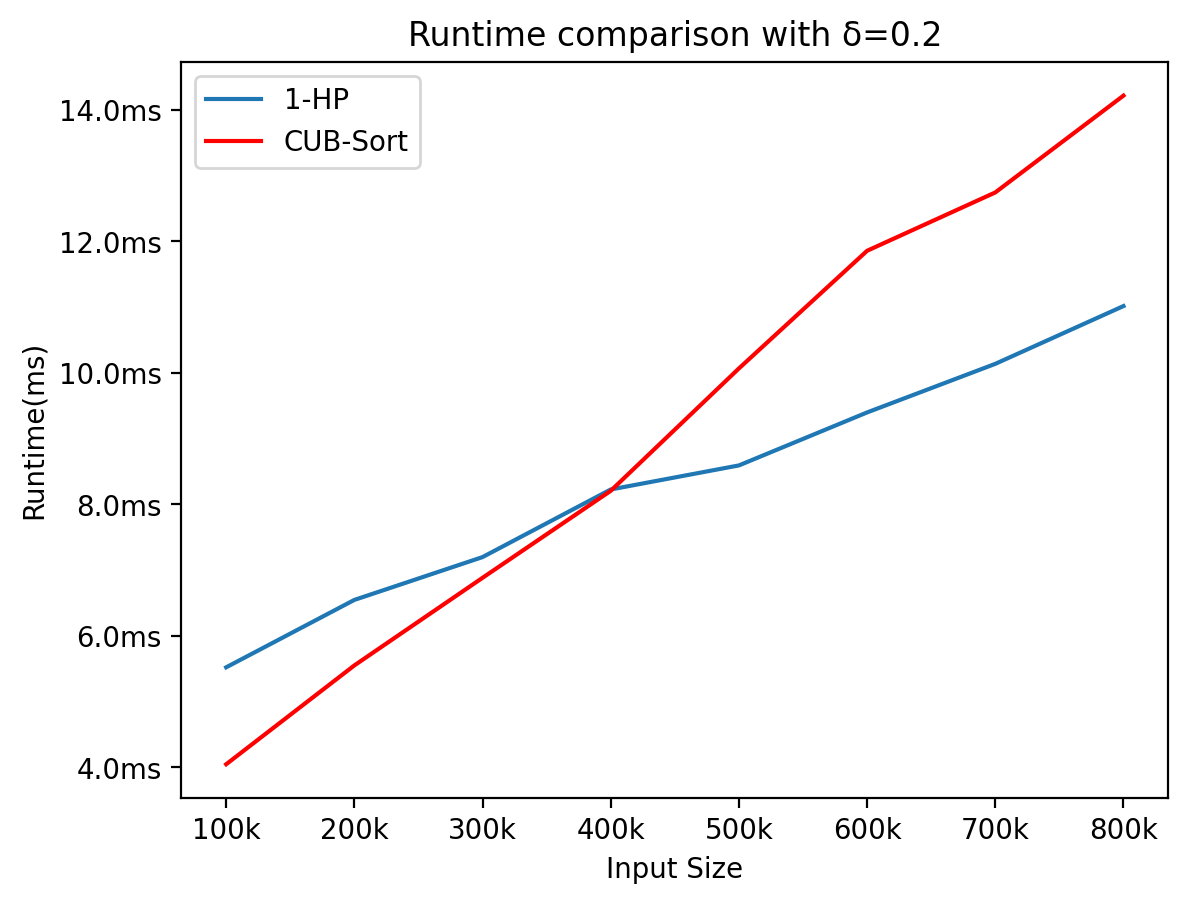 Runtime comparison with δ=0.2
1-HP
CUB-Sort
14.0ms
12.0ms
10.0ms
8.0ms
6.0ms
4.0ms
Runtime(ms)
100k 200k 300k 400k 500k 600k 700k 800k
Input Size